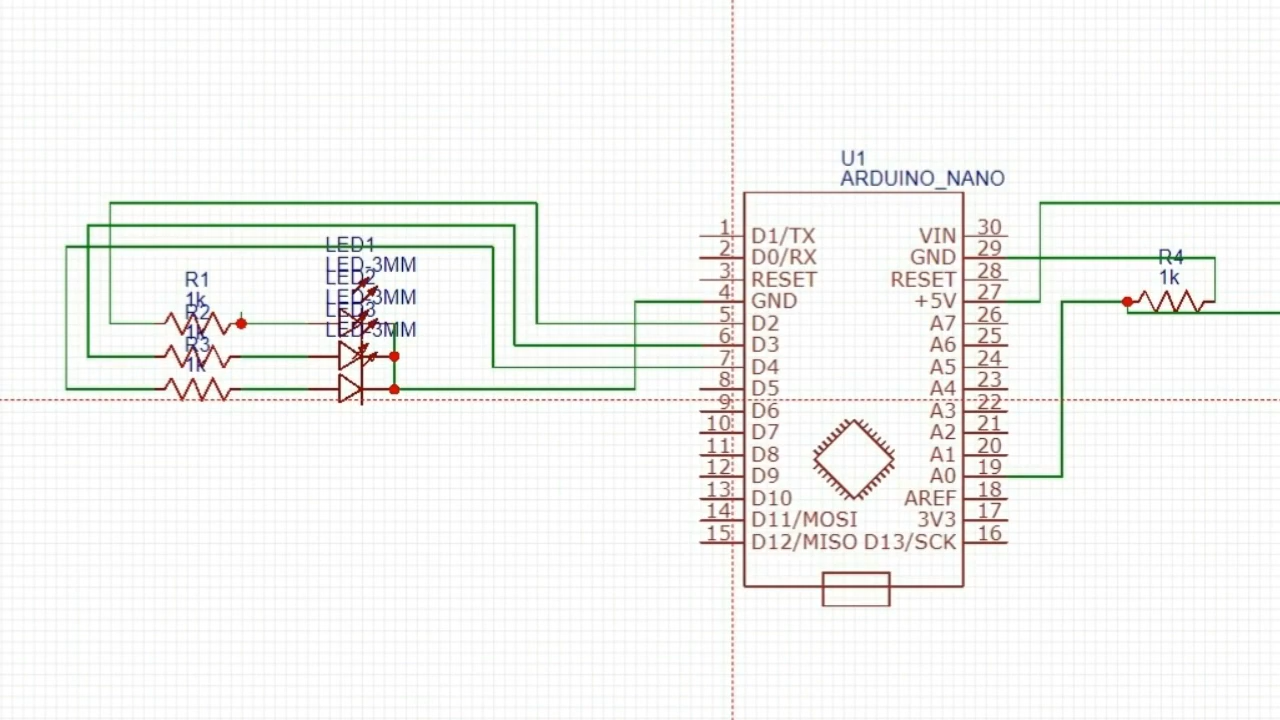 U1
ARDUINO_NANO
1 D1/TX VIN 30
2 D0/RX GND 29
3 RESET RESET 28
4 GND +5V 27
5 D2 A7 26
6 D3 A6 25
7 D4 A5 24
8 D5 A4 23
9 D6 A3 22
10 D7 A2 21
11 D8 A1 20
12 D9 A0 19
13 D10 AREF 18
14 D11/MOSI 3V3 17
15 D12/MISO D13/SCK 16
LED1
LED-3MM
LED2
LED-3MM
LED3
LED-3MM
R1
1k
R2
1k
R3
1k
R4
1k